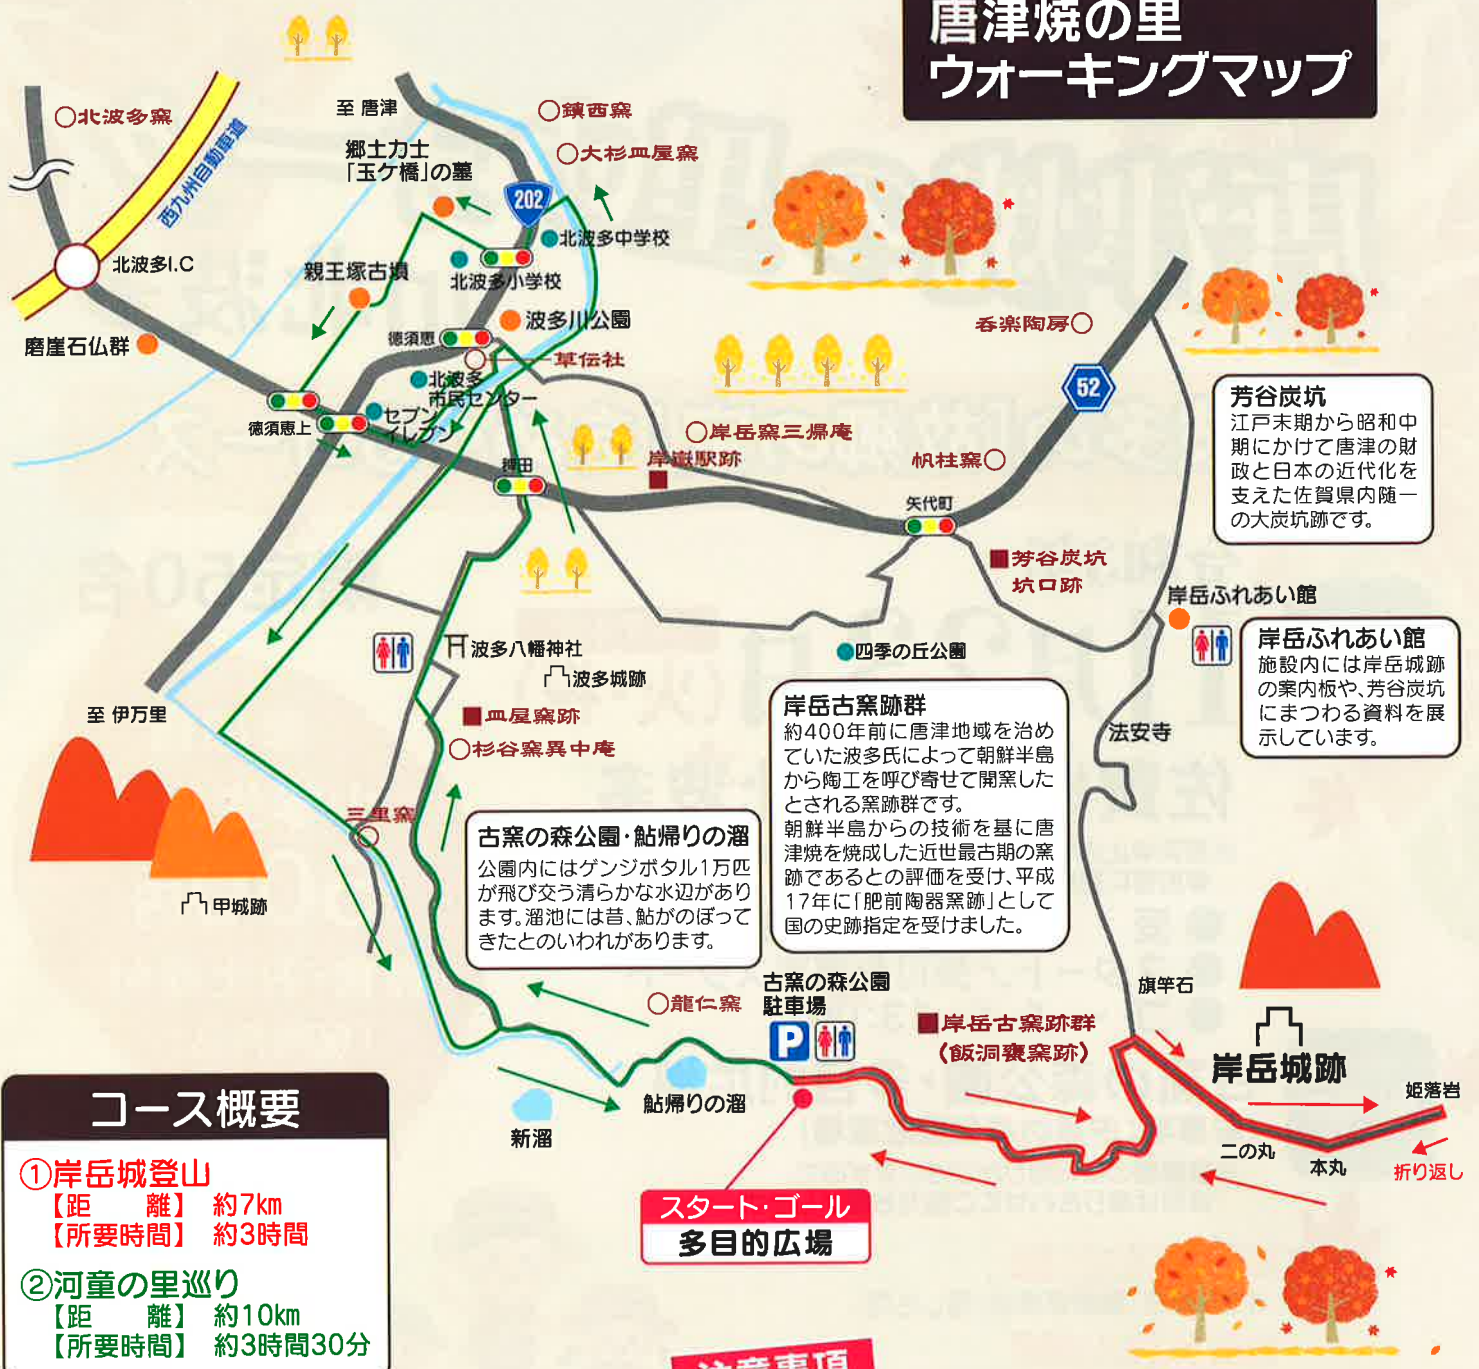 唐津焼の里
ウォーキングマップ
北波多窯
西九州自動車道
北波多I.C
至 唐津
郷土力士
「玉ケ橋」の墓
鎮西窯
大杉皿屋窯
202
北波多中学校
北波多小学校
親王塚古墳
磨崖石仏群
徳須恵
波多川公園
草伝社
北波多
市民センター
セブン
イレブン
徳須恵上
稗田
岸岳窯三帰庵
岸嶽駅跡
呑楽陶房
52
帆柱窯
矢代町
芳谷炭坑
坑口跡
芳谷炭坑
江戸末期から昭和中
期にかけて唐津の財
政と日本の近代化を
支えた佐賀県内随一
の大炭坑跡です。
岸岳ふれあい館
岸岳ふれあい館
施設内には岸岳城跡
の案内板や、芳谷炭坑
にまつわる資料を展
示しています。
四季の丘公園
波多八幡神社
波多城跡
至 伊万里
皿屋窯跡
杉谷窯異中庵
三里窯
甲城跡
法安寺
岸岳古窯跡群
約400年前に唐津地域を治め
ていた波多氏によって朝鮮半島
から陶工を呼び寄せて開窯した
とされる窯跡群です。
朝鮮半島からの技術を基に唐
津焼を焼成した近世最古期の窯
跡であるとの評価を受け、平成
17年に「肥前陶器窯跡」として
国の史跡指定を受けました。
古窯の森公園・鮎帰りの溜
公園内にはゲンジボタル1万匹
が飛び交う清らかな水辺があり
ます。溜池には昔、鮎がのぼって
きたとのいわれがあります。
龍仁窯
古窯の森公園
駐車場
P
岸岳古窯跡群
(飯洞甕窯跡)
旗竿石
岸岳城跡
姫落岩
二の丸
本丸
折り返し
鮎帰りの溜
新溜
スタート・ゴール
多目的広場
コース概要
①岸岳城登山
【距 離】 約7km
【所要時間】 約3時間
②河童の里巡り
【距 離】 約10km
【所要時間】 約3時間30分
注意事項